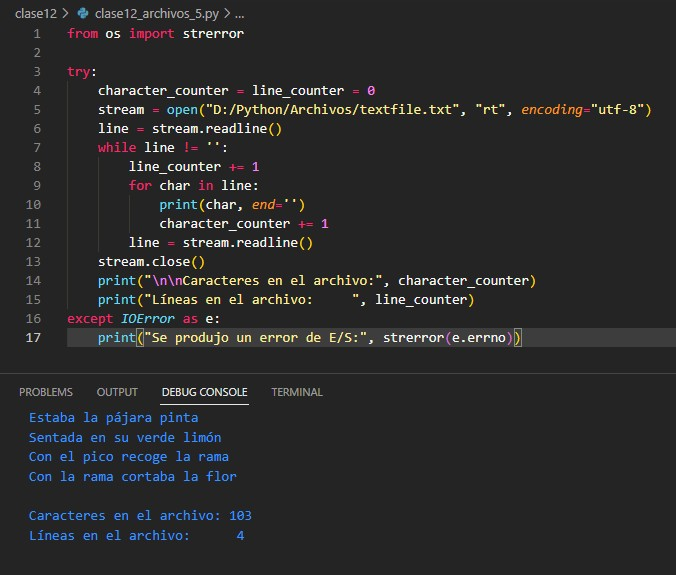 clase12 > clase12_archivos_5.py > ...
1 from os import strerror
2
3 try:
4     character_counter = line_counter = 0
5     stream = open("D:/Python/Archivos/textfile.txt", "rt", encoding="utf-8")
6     line = stream.readline()
7     while line != '':
8         line_counter += 1
9         for char in line:
10             print(char, end='')
11             character_counter += 1
12         line = stream.readline()
13     stream.close()
14     print("\n\nCaracteres en el archivo:", character_counter)
15     print("Líneas en el archivo:     ", line_counter)
16 except IOError as e:
17     print("Se produjo un error de E/S:", strerror(e.errno))
PROBLEMS OUTPUT DEBUG CONSOLE TERMINAL
Estaba la pájara pinta
Sentada en su verde limón
Con el pico recoge la rama
Con la rama cortaba la flor
Caracteres en el archivo: 103
Líneas en el archivo:      4